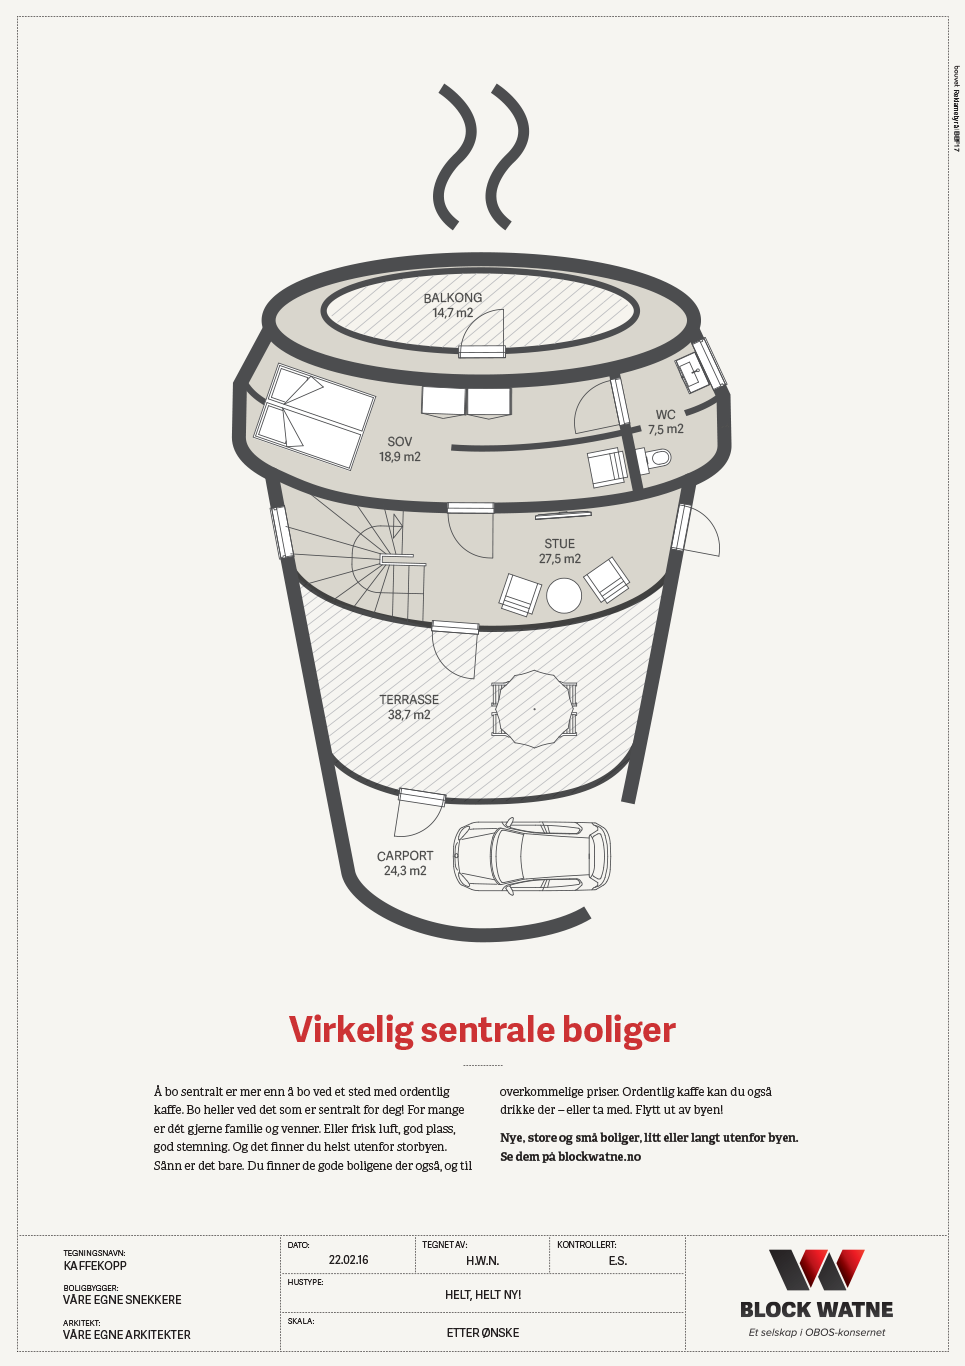 bouvet Reklamebyrå/BBF17
BALKONG
14,7 m2
WC
7,5 m2
SOV
18,9 m2
STUE
27,5 m2
TERRASSE
38,7 m2
CARPORT
24,3 m2
Virkelig sentrale boliger
Å bo sentralt er mer enn å bo ved et sted med ordentlig
kaffe. Bo heller ved det som er sentralt for deg! For mange
er dét gjerne familie og venner. Eller frisk luft, god plass,
god stemning. Og det finner du helst utenfor storbyen.
Sånn er det bare. Du finner de gode boligene der også, og til
overkommelige priser. Ordentlig kaffe kan du også
drikke der – eller ta med. Flytt ut av byen!
Nye, store og små boliger, litt eller langt utenfor byen.
Se dem på blockwatne.no
TEGNINGSNAVN:
KAFFEKOPP
BOLIGBYGGER:
VÅRE EGNE SNEKKERE
ARKITEKT:
VÅRE EGNE ARKITEKTER
DATO:
22.02.16
TEGNET AV:
H.W.N.
KONTROLLERT:
E.S.
HUSTYPE:
HELT, HELT NY!
SKALA:
ETTER ØNSKE
BLOCK WATNE
Et selskap i OBOS-konsernet